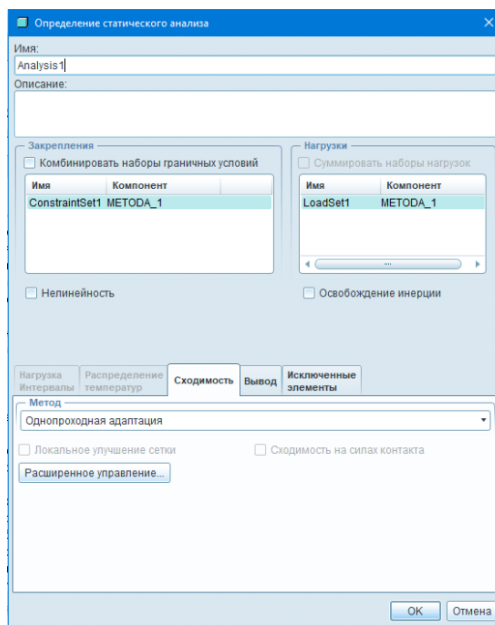 Определение статического анализа
Имя:
Analysis1
Описание:
Закрепления
Комбинировать наборы граничных условий
Имя Компонент
ConstraintSet1 METODA_1
Нагрузки
Суммировать наборы нагрузок
Имя Компонент
LoadSet1 METODA_1
Нелинейность
Освобождение инерции
Нагрузка
Интервалы
Распределение
температур
Сходимость
Вывод
Исключенные
элементы
Метод
Однопроходная адаптация
Локальное улучшение сетки
Сходимость на силах контакта
Расширенное управление...
OK
Отмена